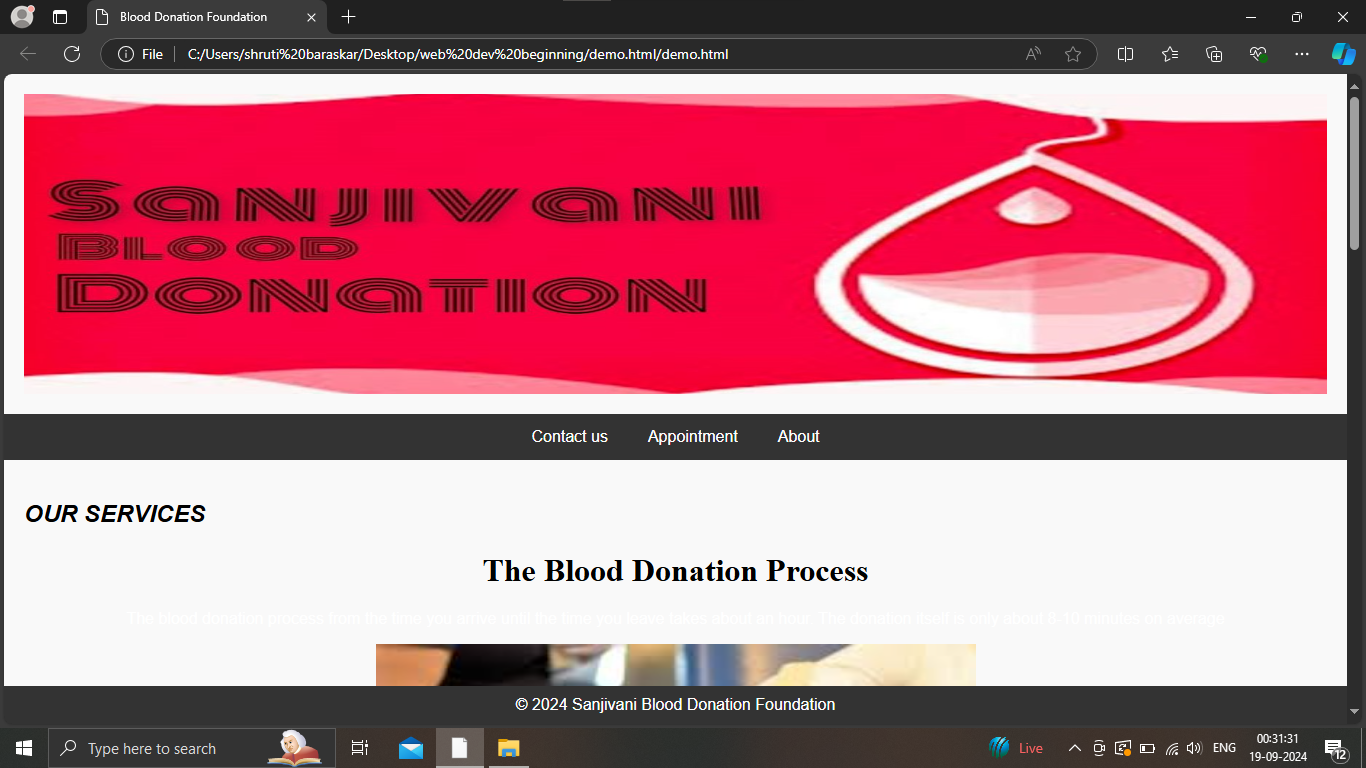 Blood Donation Foundation
File
C:/Users/shruti%20baraskar/Desktop/web%20dev%20beginning/demo.html/demo.html
Sanjivani
Blood
Donation
Contact us Appointment About
OUR SERVICES
The Blood Donation Process
The blood donation process from the time you arrive until the time you leave takes about an hour. The donation itself is only about 8-10 minutes on average.
© 2024 Sanjivani Blood Donation Foundation
Type here to search
Live
ENG
00:31:31
19-09-2024
12